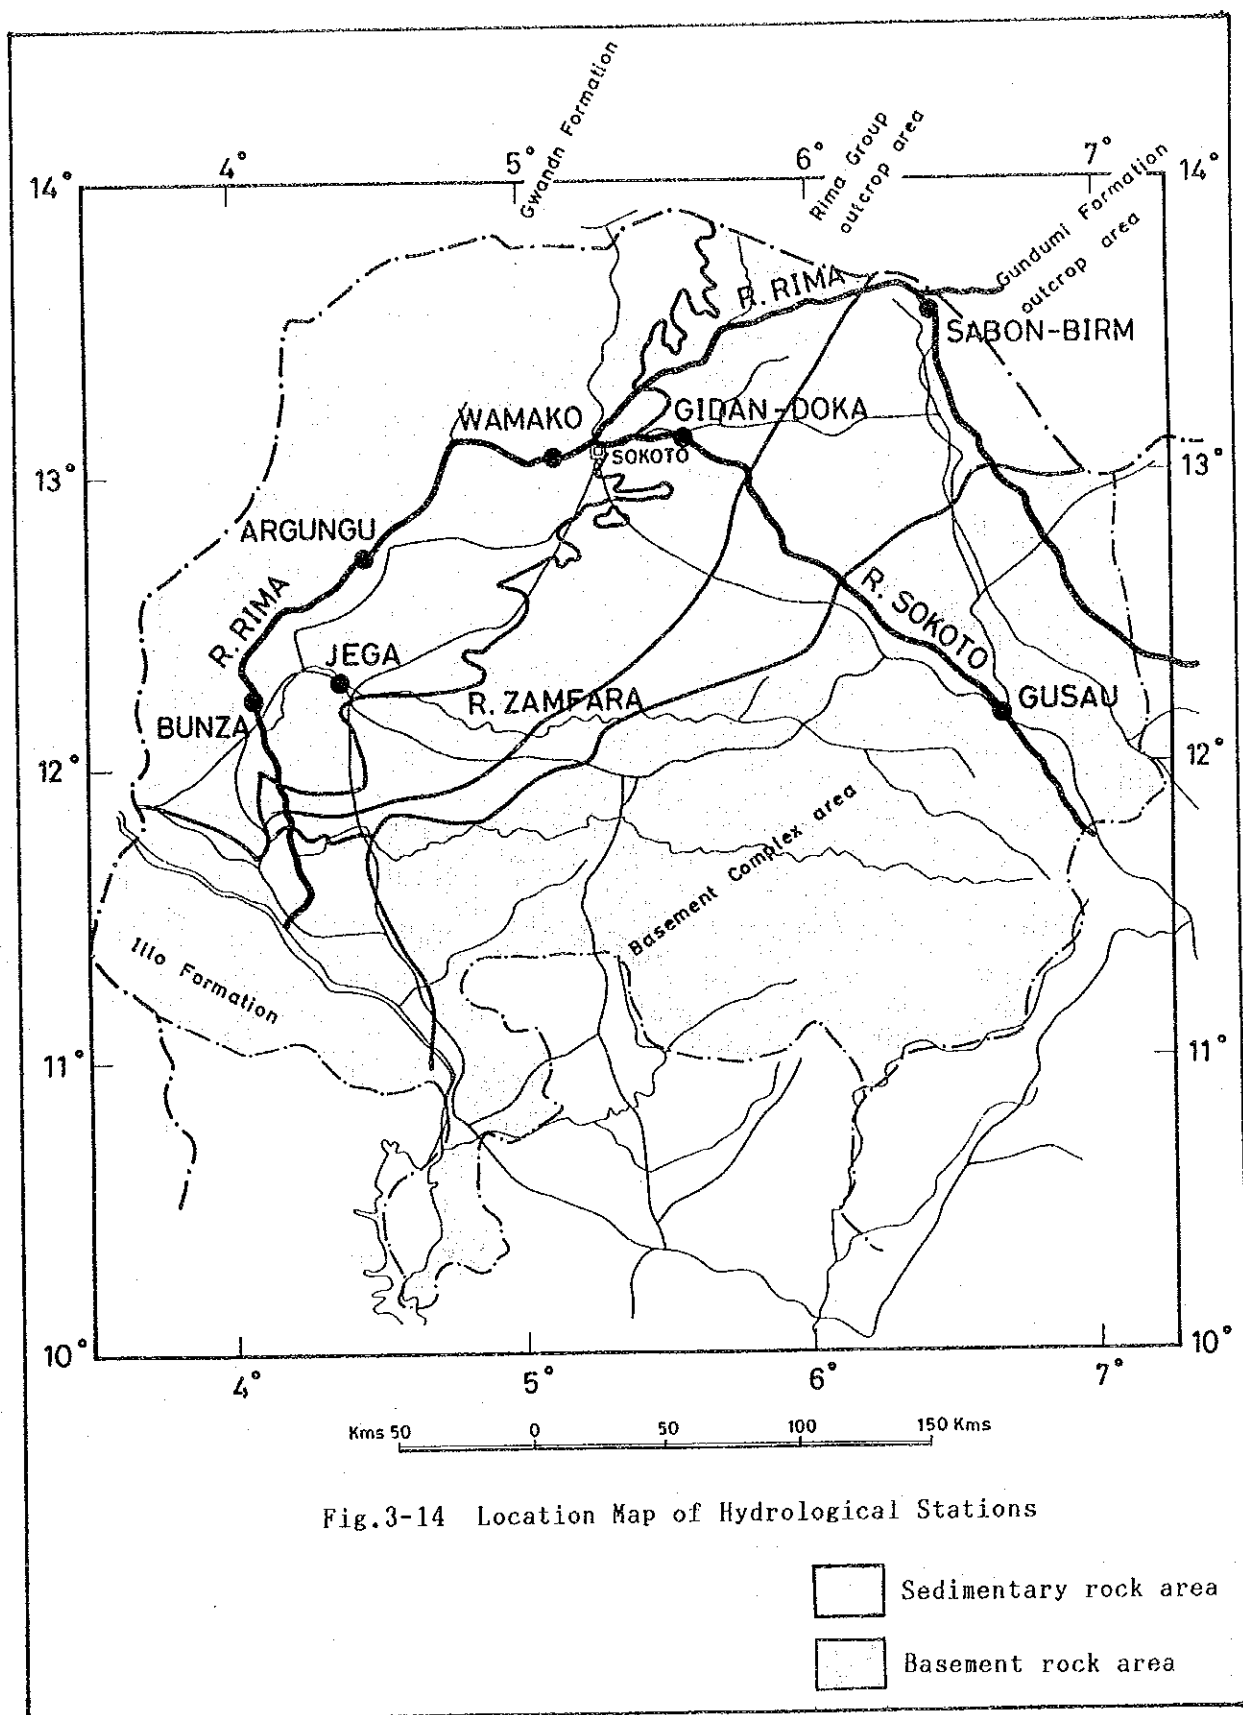 Gwandn Formation
Rima Group
outcrop area
Gundumi Formation
outcrop area
4°
5°
6°
7°
14°
14°
R. RIMA
SABON-BIRM
WAMAKO
GIDAN-DOKA
SOKOTO
13°
13°
ARGUNGU
R. RIMA
R. SOKOTO
JEGA
R. ZAMFARA
GUSAU
BUNZA
12°
12°
Basement Complex area
Illo Formation
11°
11°
10°
10°
4°
5°
6°
7°
Kms 50 0 50 100 150 Kms
Fig.3-14 Location Map of Hydrological Stations
Sedimentary rock area
Basement rock area